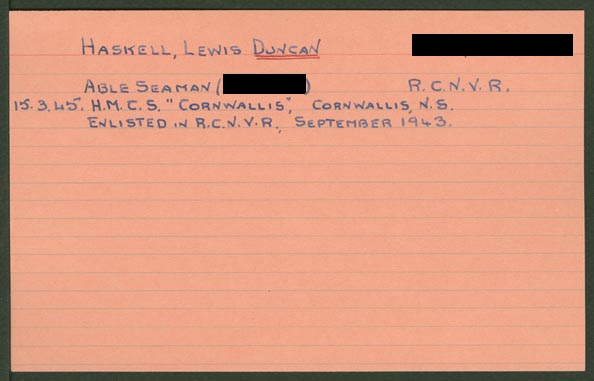 HASKELL, LEWIS DUNCAN
ABLE SEAMAN ( ) R.C.N.V.R.
15.3.45. H.M.C.S. "CORNWALLIS", CORNWALLIS, N.S.
ENLISTED IN R.C.N.V.R., SEPTEMBER 1943.